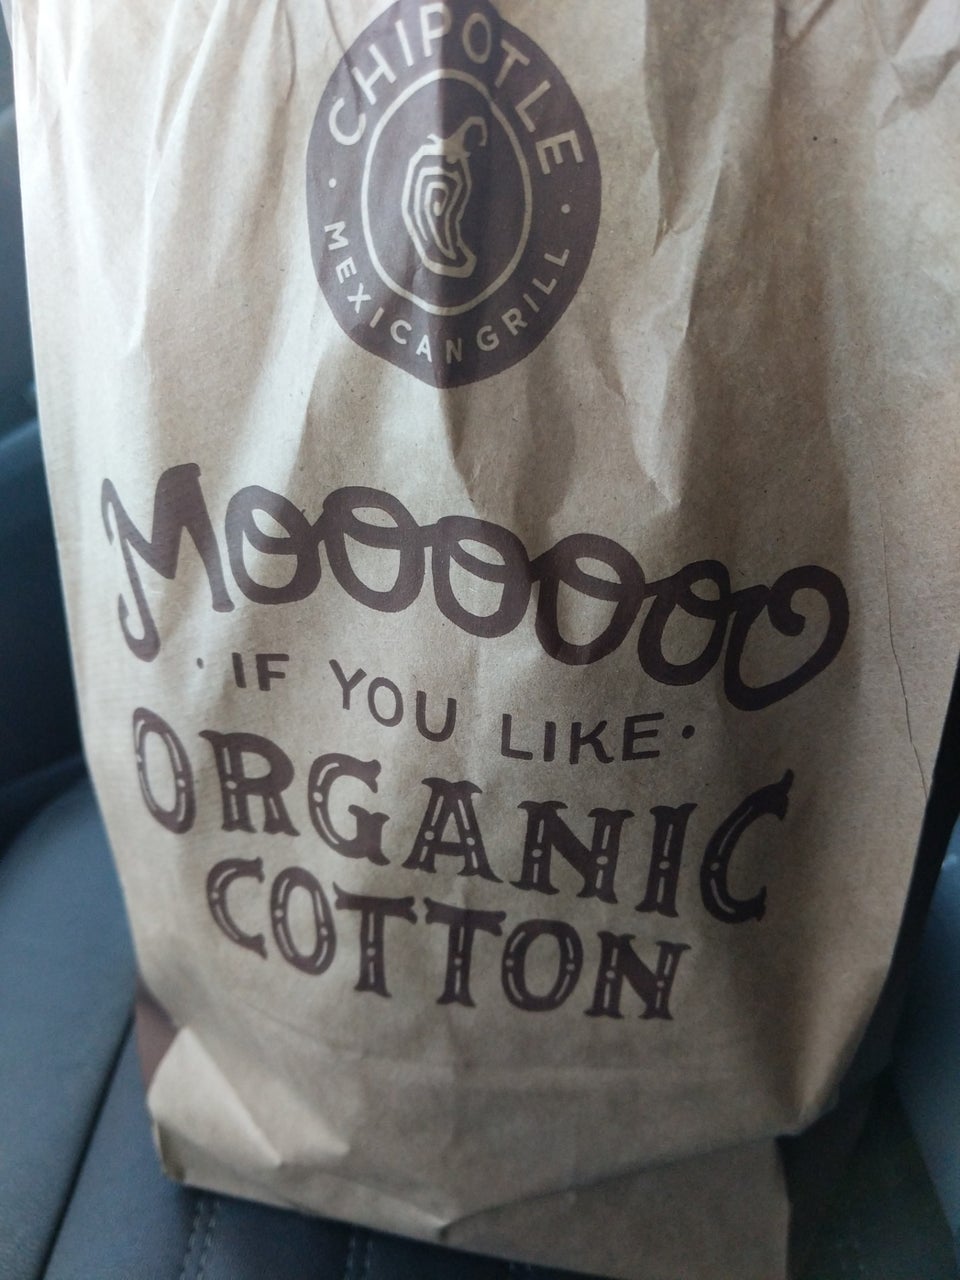 CHIPOTLE
· MEXICAN GRILL ·
Moooooo
· IF YOU LIKE ·
ORGANIC
COTTON